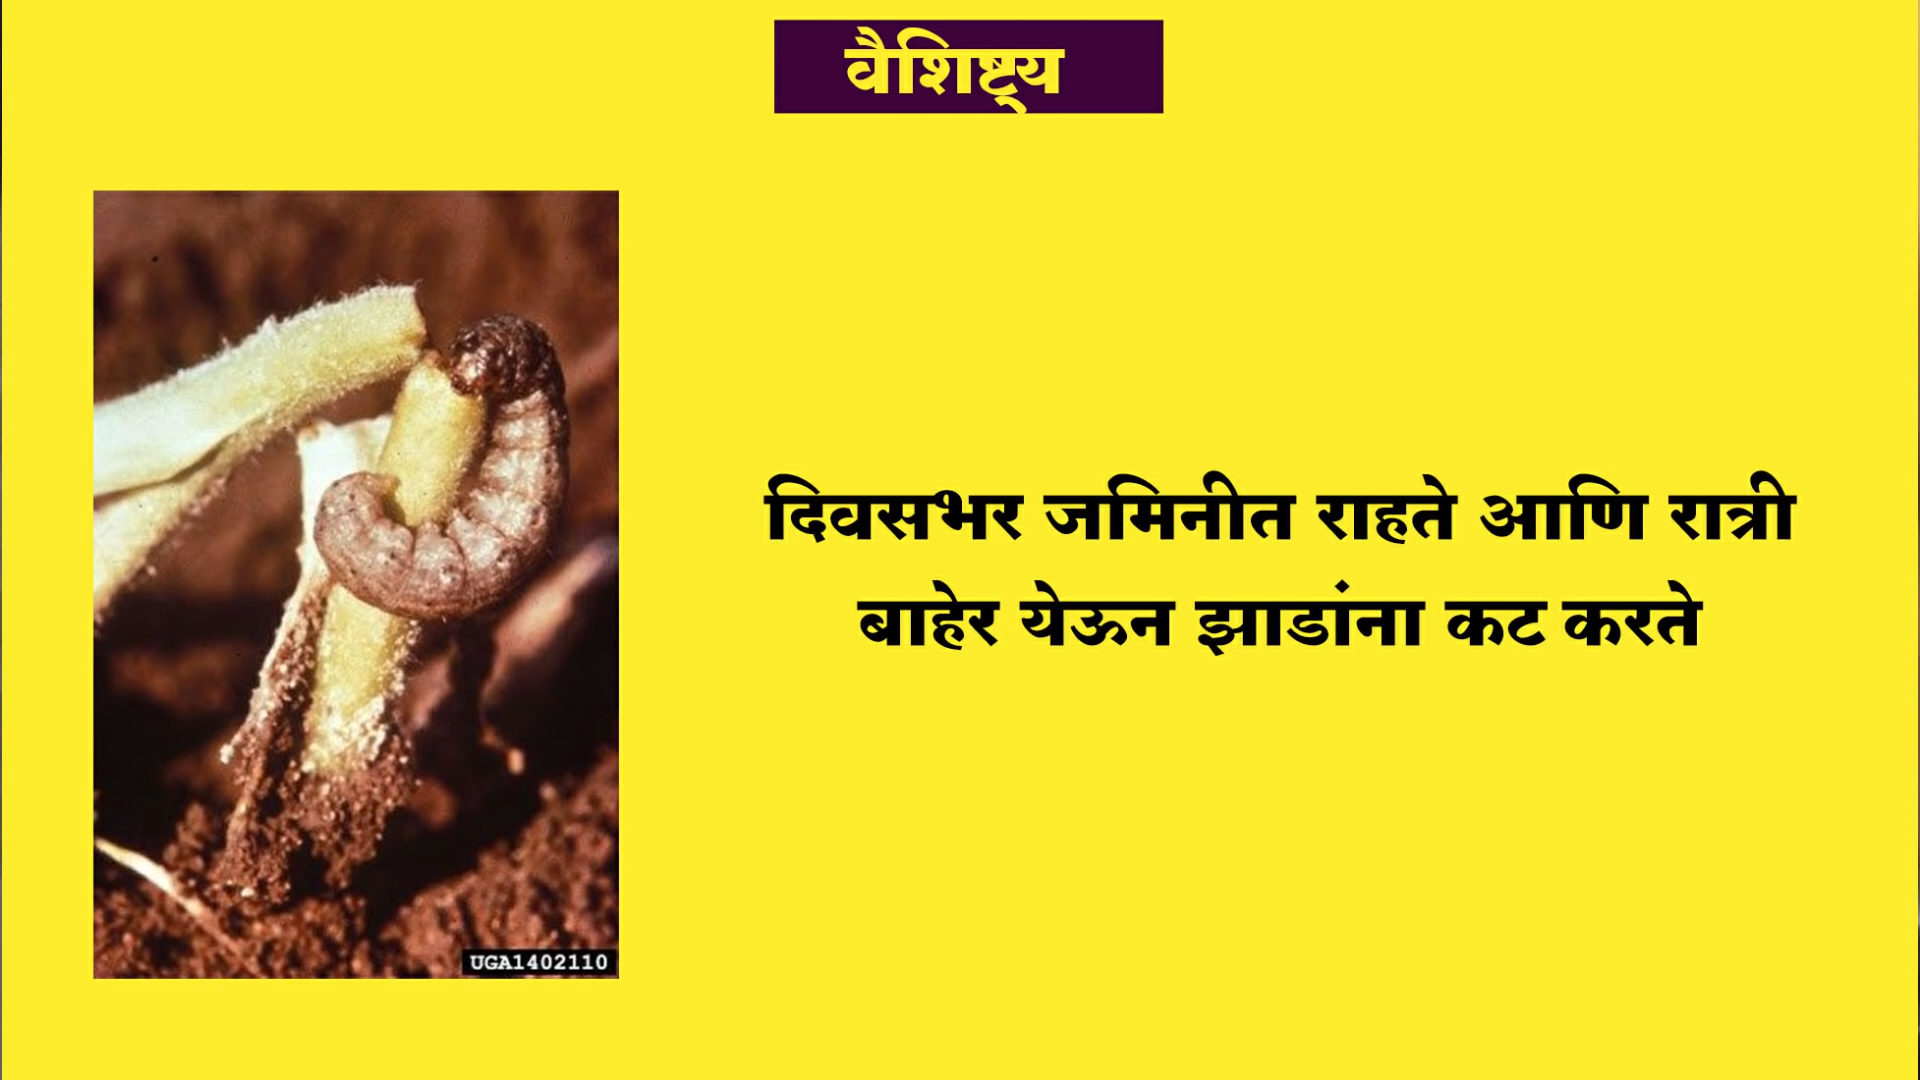 वैशिष्ट्य
दिवसभर जमिनीत राहते आणि रात्री
बाहेर येऊन झाडांना कट करते
UGA1402110